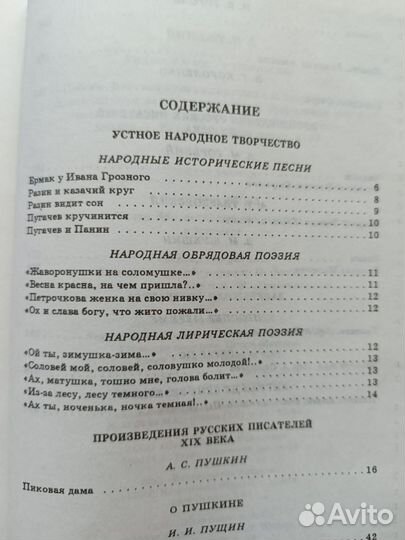 СОДЕРЖАНИЕ
УСТНОЕ НАРОДНОЕ ТВОРЧЕСТВО
НАРОДНЫЕ ИСТОРИЧЕСКИЕ ПЕСНИ
Ермак у Ивана Грозного 6
Разин и казачий круг 8
Разин видит сон 9
Пугачев кручинится 10
Пугачев и Панин 10
НАРОДНАЯ ОБРЯДОВАЯ ПОЭЗИЯ
«Жаворонушки на соломушке...» 11
«Весна красна, на чем пришла?..» 11
«Петрочкова женка на свою нивку...» 12
«Ох и слава богу, что жито пожали...» 12
НАРОДНАЯ ЛИРИЧЕСКАЯ ПОЭЗИЯ
«Ой ты, зимушка-зима...» 12
«Соловей мой, соловей, соловушко молодой!..» 13
«Ах, матушка, тошно мне, голова болит...» 13
«Из-за лесу, лесу темного...» 13
«Ах ты, ноченька, ночка темная!..» 14
ПРОИЗВЕДЕНИЯ РУССКИХ ПИСАТЕЛЕЙ
XIX ВЕКА
А. С. ПУШКИН
Пиковая дама 16
О ПУШКИНЕ
И. И. ПУЩИН
42
Avito